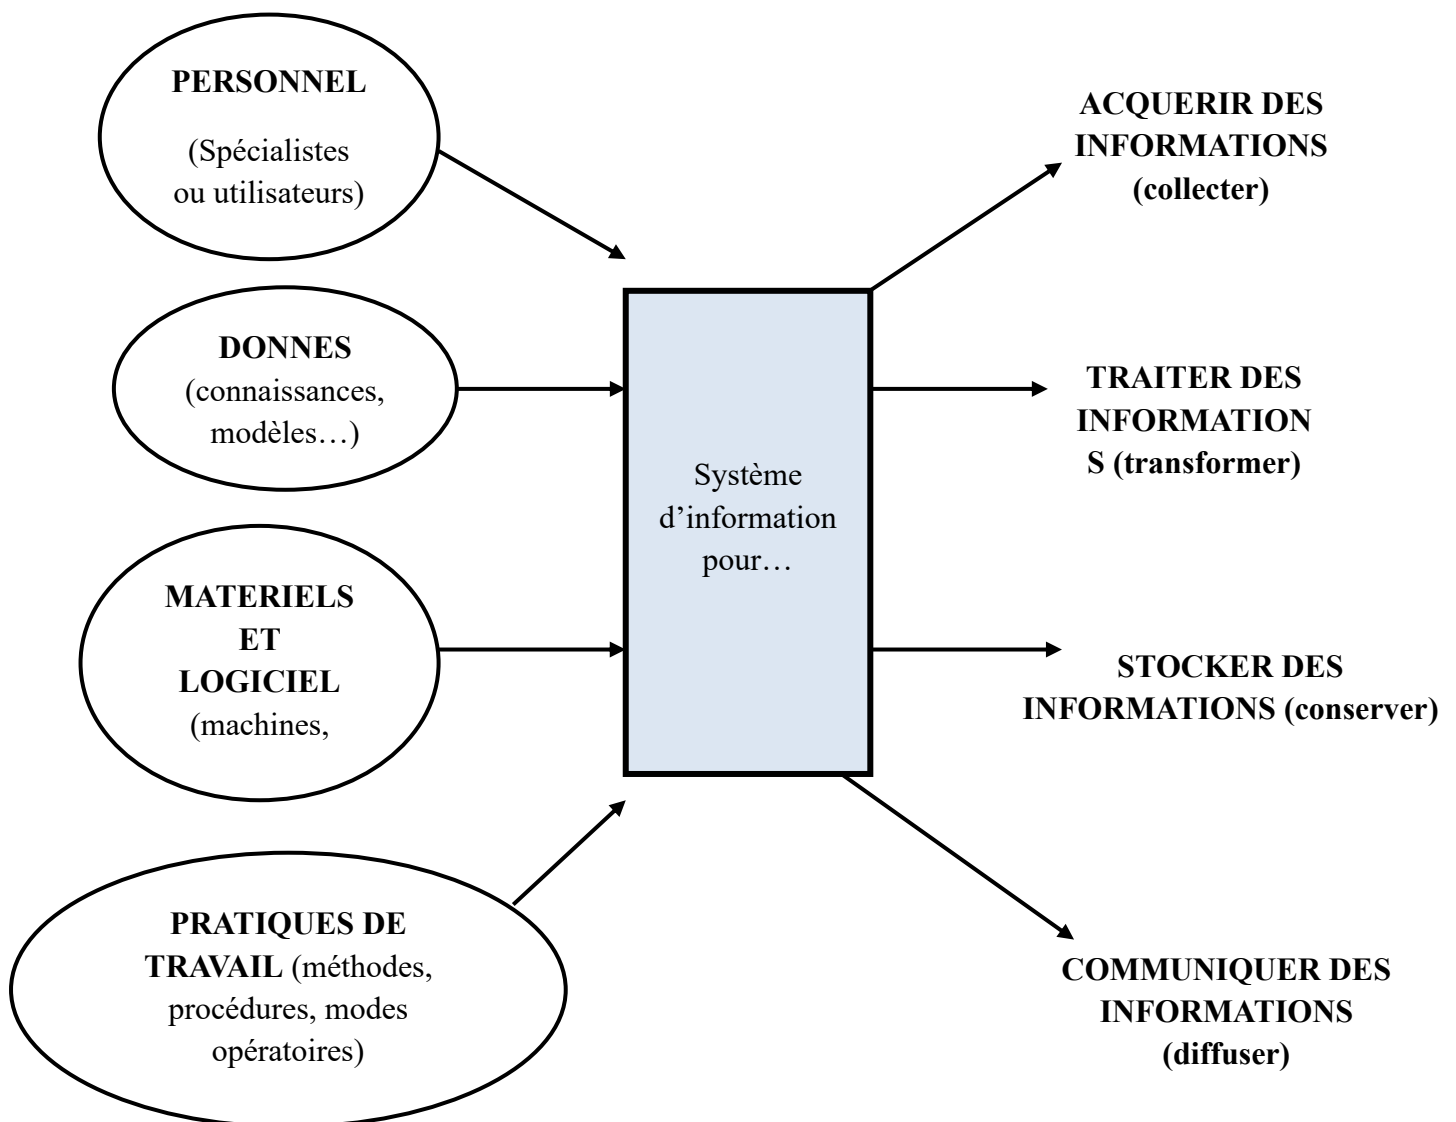 PERSONNEL
(Spécialistes
ou utilisateurs)
DONNES
(connaissances,
modèles…)
MATERIELS
ET
LOGICIEL
(machines,
PRATIQUES DE
TRAVAIL (méthodes,
procédures, modes
opératoires)
Système
d’information
pour…
ACQUERIR DES
INFORMATIONS
(collecter)
TRAITER DES
INFORMATION
S (transformer)
STOCKER DES
INFORMATIONS (conserver)
COMMUNIQUER DES
INFORMATIONS
(diffuser)